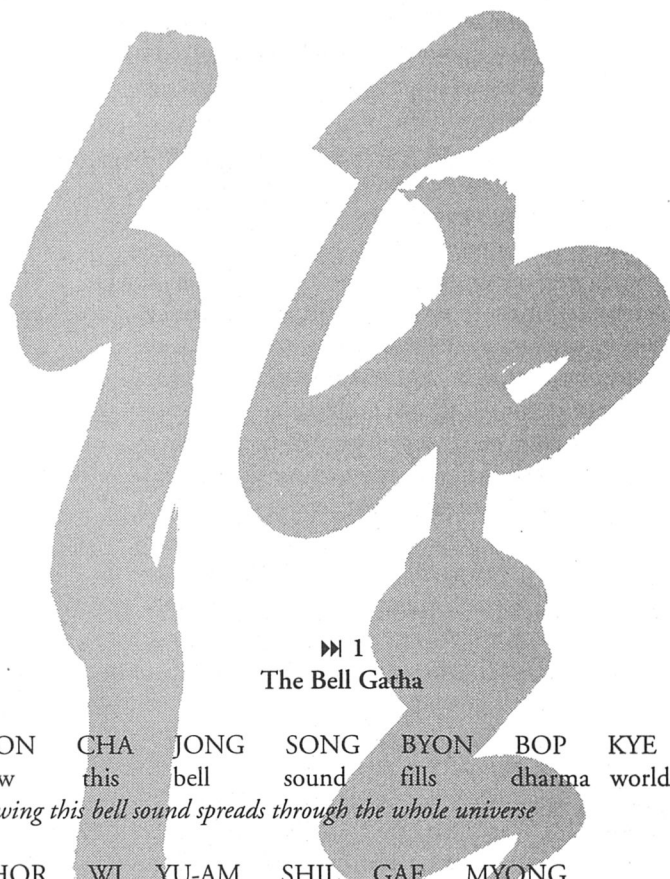 ⏭ 1
The Bell Gatha
ON CHA JONG SONG BYON BOP KYE
w this bell sound fills dharma world
wing this bell sound spreads through the whole universe
HOR WI YU-AM SHIL GAE MYONG